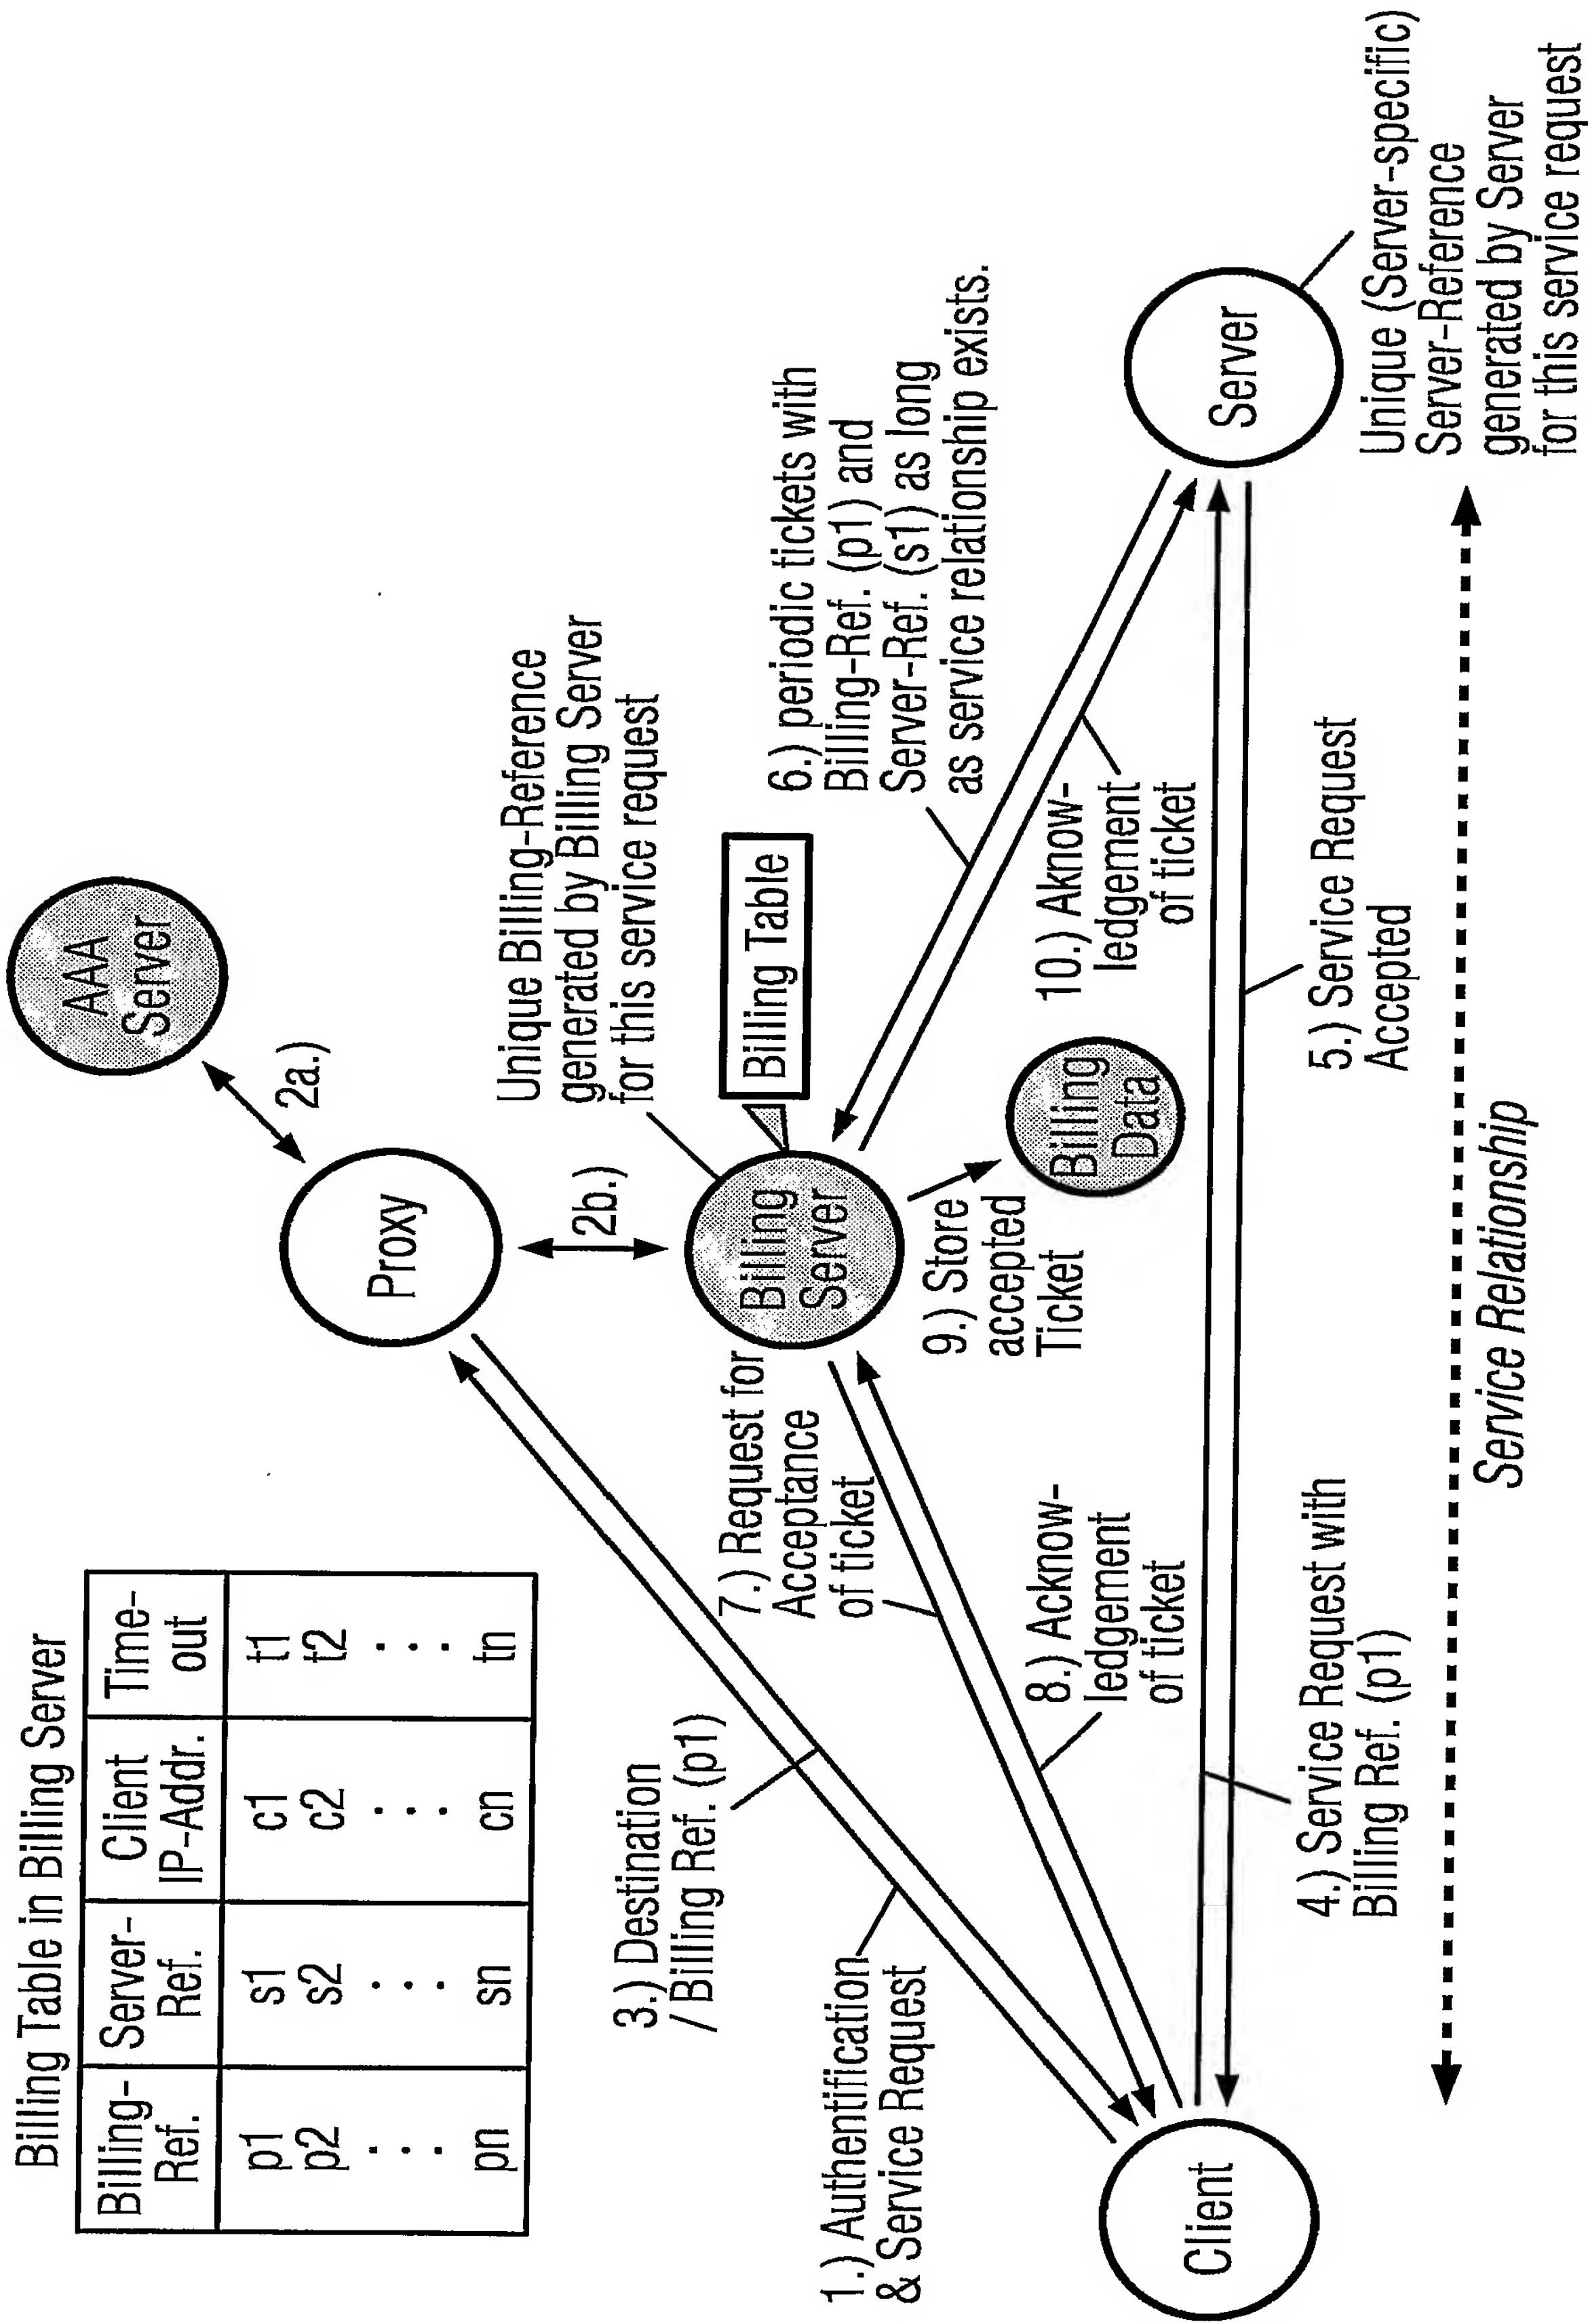 Billing Table in Billing Server
Billing- Server- Client Time-
Ref. Ref. IP-Addr. out
p1 s1 c1 t1
p2 s2 c2 t2
. . . .
. . . .
. . . .
pn sn cn tn
AAA
Server
2a.)
Proxy
2b.)
Unique Billing-Reference
generated by Billing Server
for this service request
Billing Table
Billing
Server
3.) Destination
/ Billing Ref. (p1)
1.) Authentification
& Service Request
7.) Request for
Acceptance
of ticket
9.) Store
accepted
Ticket
Billing
Data
6.) periodic tickets with
Billing-Ref. (p1) and
Server-Ref. (s1) as long
as service relationship exists.
8.) Acknow-
ledgement
of ticket
10.) Aknow-
ledgement
of ticket
Client
Server
4.) Service Request with
Billing Ref. (p1)
5.) Service Request
Accepted
Unique (Server-specific)
Server-Reference
generated by Server
for this service request
Service Relationship